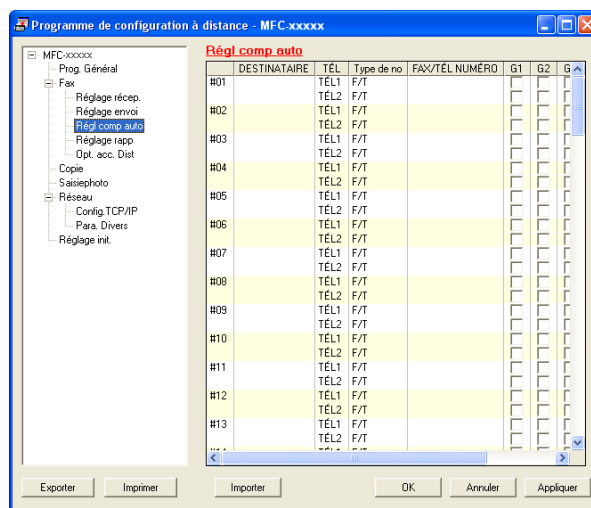 Programme de configuration à distance - MFC-xxxxx
MFC-xxxxx
Prog. Général
Fax
Réglage récep.
Réglage envoi
Régl comp auto
Réglage rapp
Opt. acc. Dist
Copie
Saisiephoto
Réseau
Config.TCP/IP
Para. Divers
Réglage init.
Régl comp auto
DESTINATAIRE TÉL Type de no FAX/TÉL NUMÉRO G1 G2 G
#01 TÉL1 F/T
TÉL2 F/T
#02 TÉL1 F/T
TÉL2 F/T
#03 TÉL1 F/T
TÉL2 F/T
#04 TÉL1 F/T
TÉL2 F/T
#05 TÉL1 F/T
TÉL2 F/T
#06 TÉL1 F/T
TÉL2 F/T
#07 TÉL1 F/T
TÉL2 F/T
#08 TÉL1 F/T
TÉL2 F/T
#09 TÉL1 F/T
TÉL2 F/T
#10 TÉL1 F/T
TÉL2 F/T
#11 TÉL1 F/T
TÉL2 F/T
#12 TÉL1 F/T
TÉL2 F/T
#13 TÉL1 F/T
TÉL2 F/T
Exporter Imprimer Importer OK Annuler Appliquer